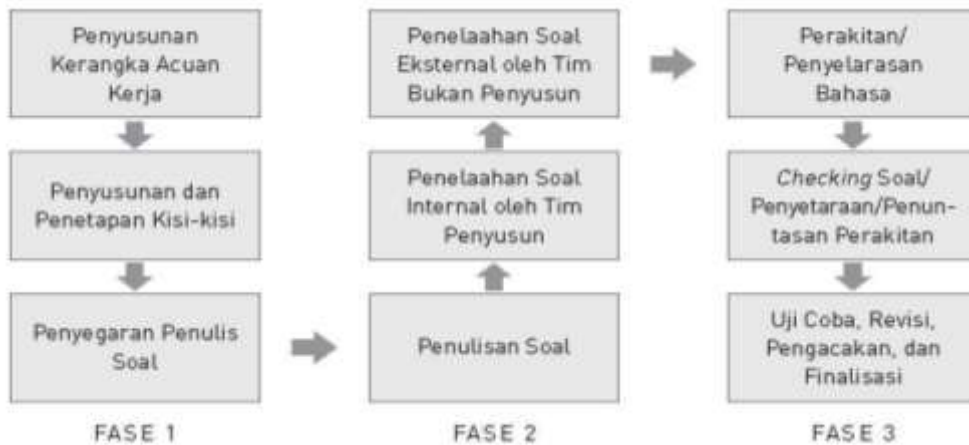 Penyusunan
Kerangka Acuan
Kerja
Penyusunan dan
Penetapan Kisi-kisi
Penyegaran Penulis
Soal
FASE 1
Penelaahan Soal
Eksternal oleh Tim
Bukan Penyusun
Penelaahan Soal
Internal oleh Tim
Penyusun
Penulisan Soal
FASE 2
Perakitan/
Penyelarasan
Bahasa
Checking Soal/
Penyetaraan/Penun-
tasan Perakitan
Uji Coba, Revisi,
Pengacakan, dan
Finalisasi
FASE 3